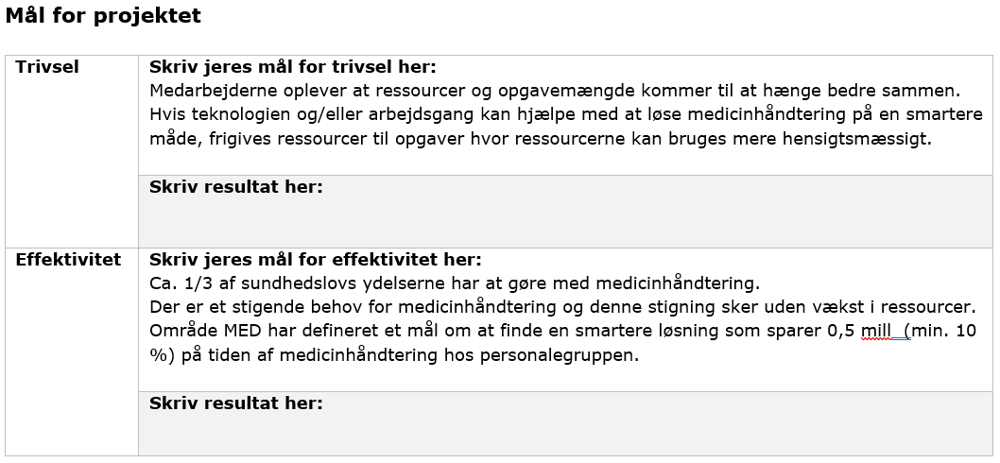 Mål for projektet
Trivsel
Skriv jeres mål for trivsel her:
Medarbejderne oplever at ressourcer og opgavemængde kommer til at hænge bedre sammen.
Hvis teknologien og/eller arbejdsgang kan hjælpe med at løse medicinhåndtering på en smartere
måde, frigives ressourcer til opgaver hvor ressourcerne kan bruges mere hensigtsmæssigt.
Skriv resultat her:
Effektivitet
Skriv jeres mål for effektivitet her:
Ca. 1/3 af sundhedslovs ydelserne har at gøre med medicinhåndtering.
Der er et stigende behov for medicinhåndtering og denne stigning sker uden vækst i ressourcer.
Område MED har defineret et mål om at finde en smartere løsning som sparer 0,5 mill  (min. 10
%) på tiden af medicinhåndtering hos personalegruppen.
Skriv resultat her: